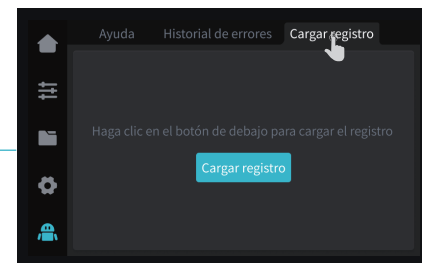 Ayuda
Historial de errores
Cargar registro
Haga clic en el botón de debajo para cargar el registro
Cargar registro